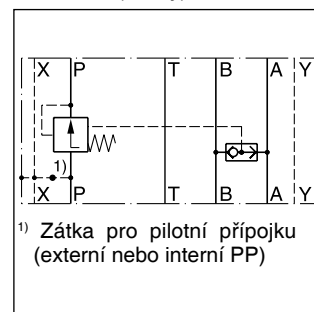 X P T B A Y
1)
X P T B A Y
1) Zátka pro pilotní přípojku
(externí nebo interní PP)